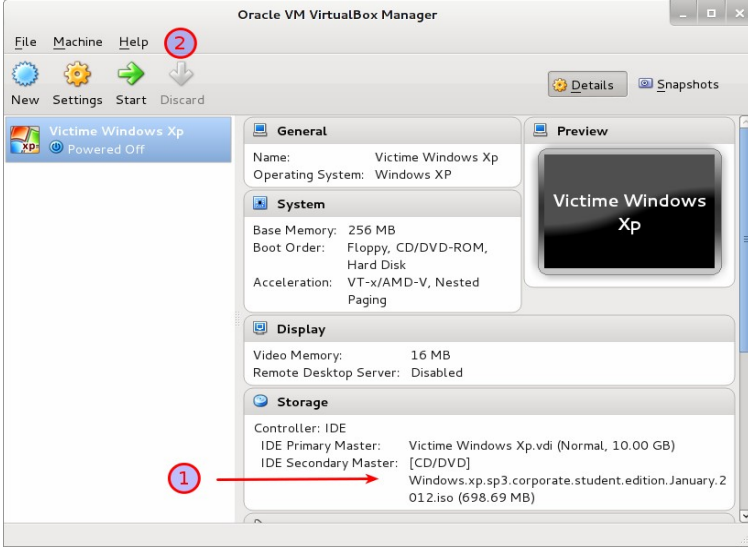 Oracle VM VirtualBox Manager
File Machine Help
2
New Settings Start Discard
Details Snapshots
Victime Windows Xp
Powered Off
xp
General
Name: Victime Windows Xp
Operating System: Windows XP
System
Base Memory: 256 MB
Boot Order: Floppy, CD/DVD-ROM,
Hard Disk
Acceleration: VT-x/AMD-V, Nested
Paging
Preview
Victime Windows
Xp
Display
Video Memory: 16 MB
Remote Desktop Server: Disabled
Storage
Controller: IDE
IDE Primary Master: Victime Windows Xp.vdi (Normal, 10.00 GB)
IDE Secondary Master: [CD/DVD]
1
Windows.xp.sp3.corporate.student.edition.January.2
012.iso (698.69 MB)